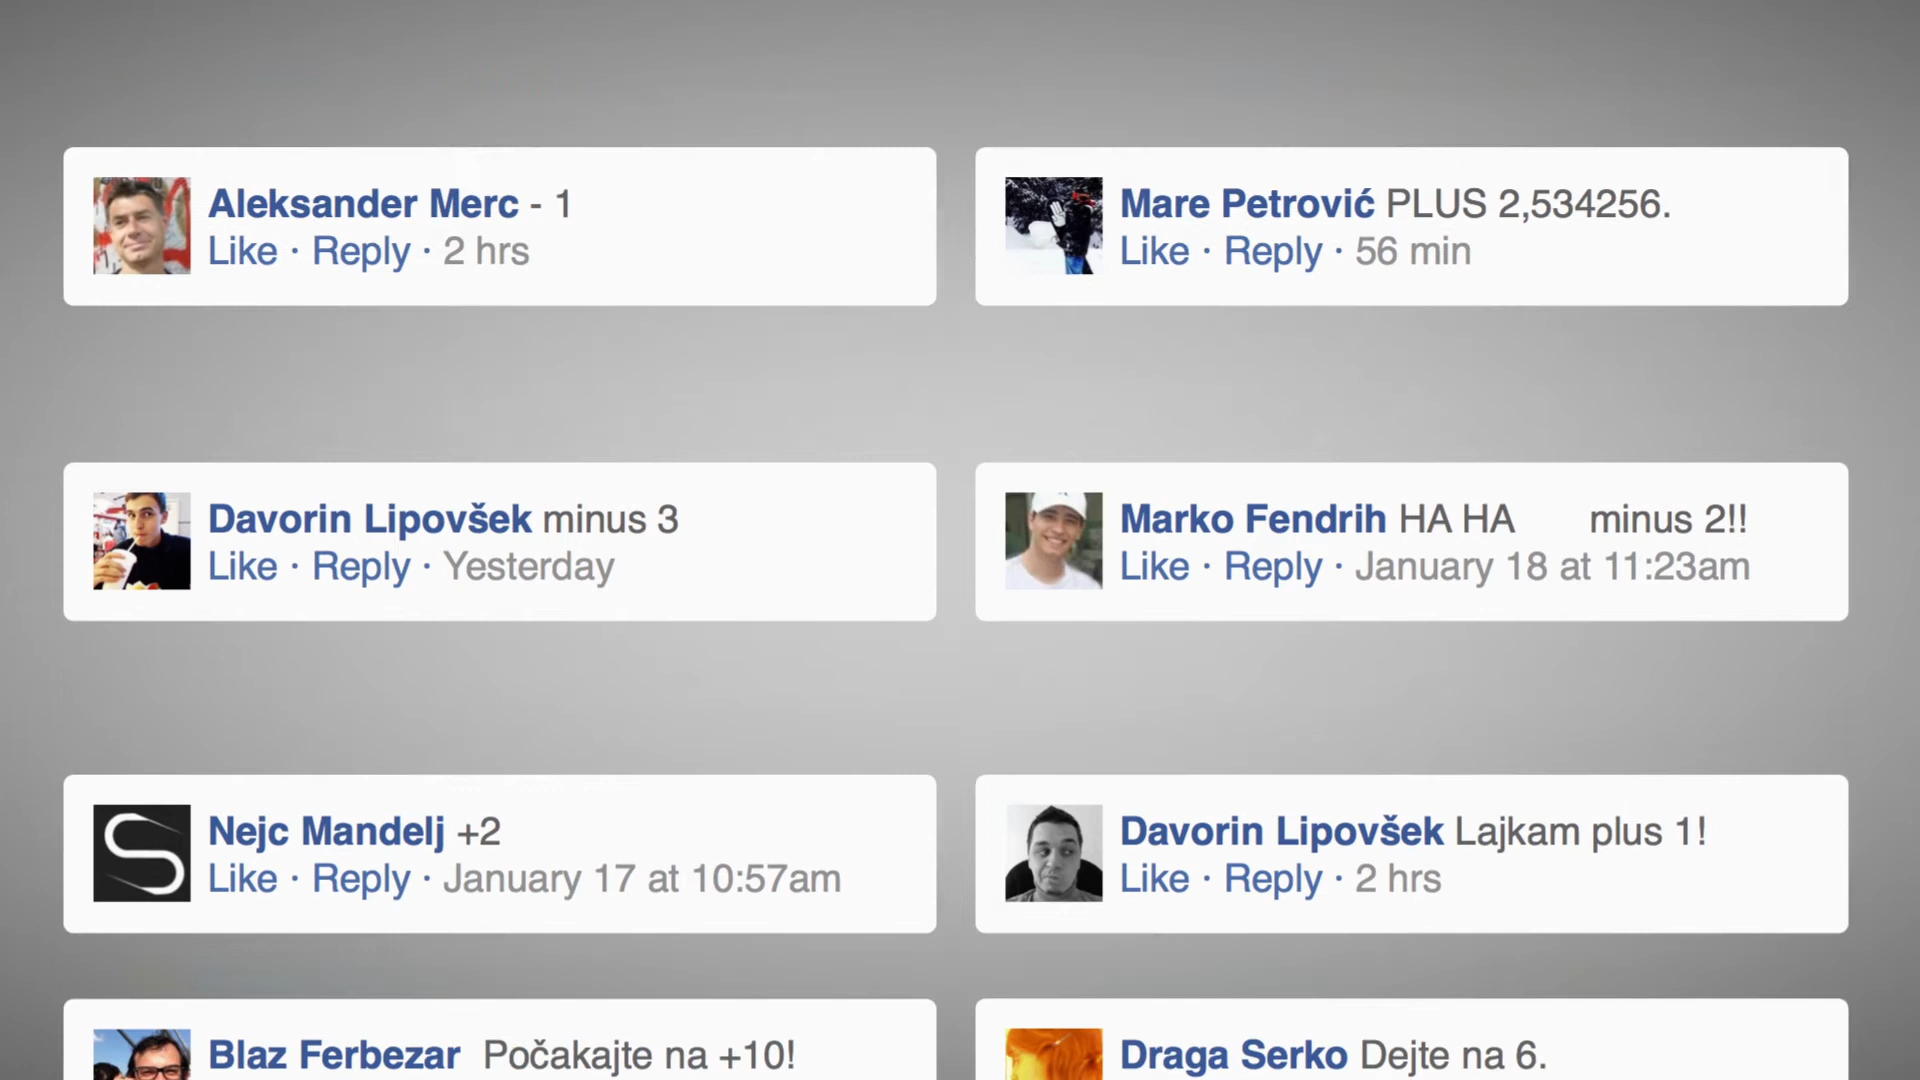 Aleksander Merc - 1
Like · Reply · 2 hrs
Mare Petrović PLUS 2,534256.
Like · Reply · 56 min
Davorin Lipovšek minus 3
Like · Reply · Yesterday
Marko Fendrih HA HA minus 2!!
Like · Reply · January 18 at 11:23am
Nejc Mandelj +2
Like · Reply · January 17 at 10:57am
Davorin Lipovšek Lajkam plus 1!
Like · Reply · 2 hrs
Blaz Ferbezar Počakajte na +10!
Draga Serko Dejte na 6.